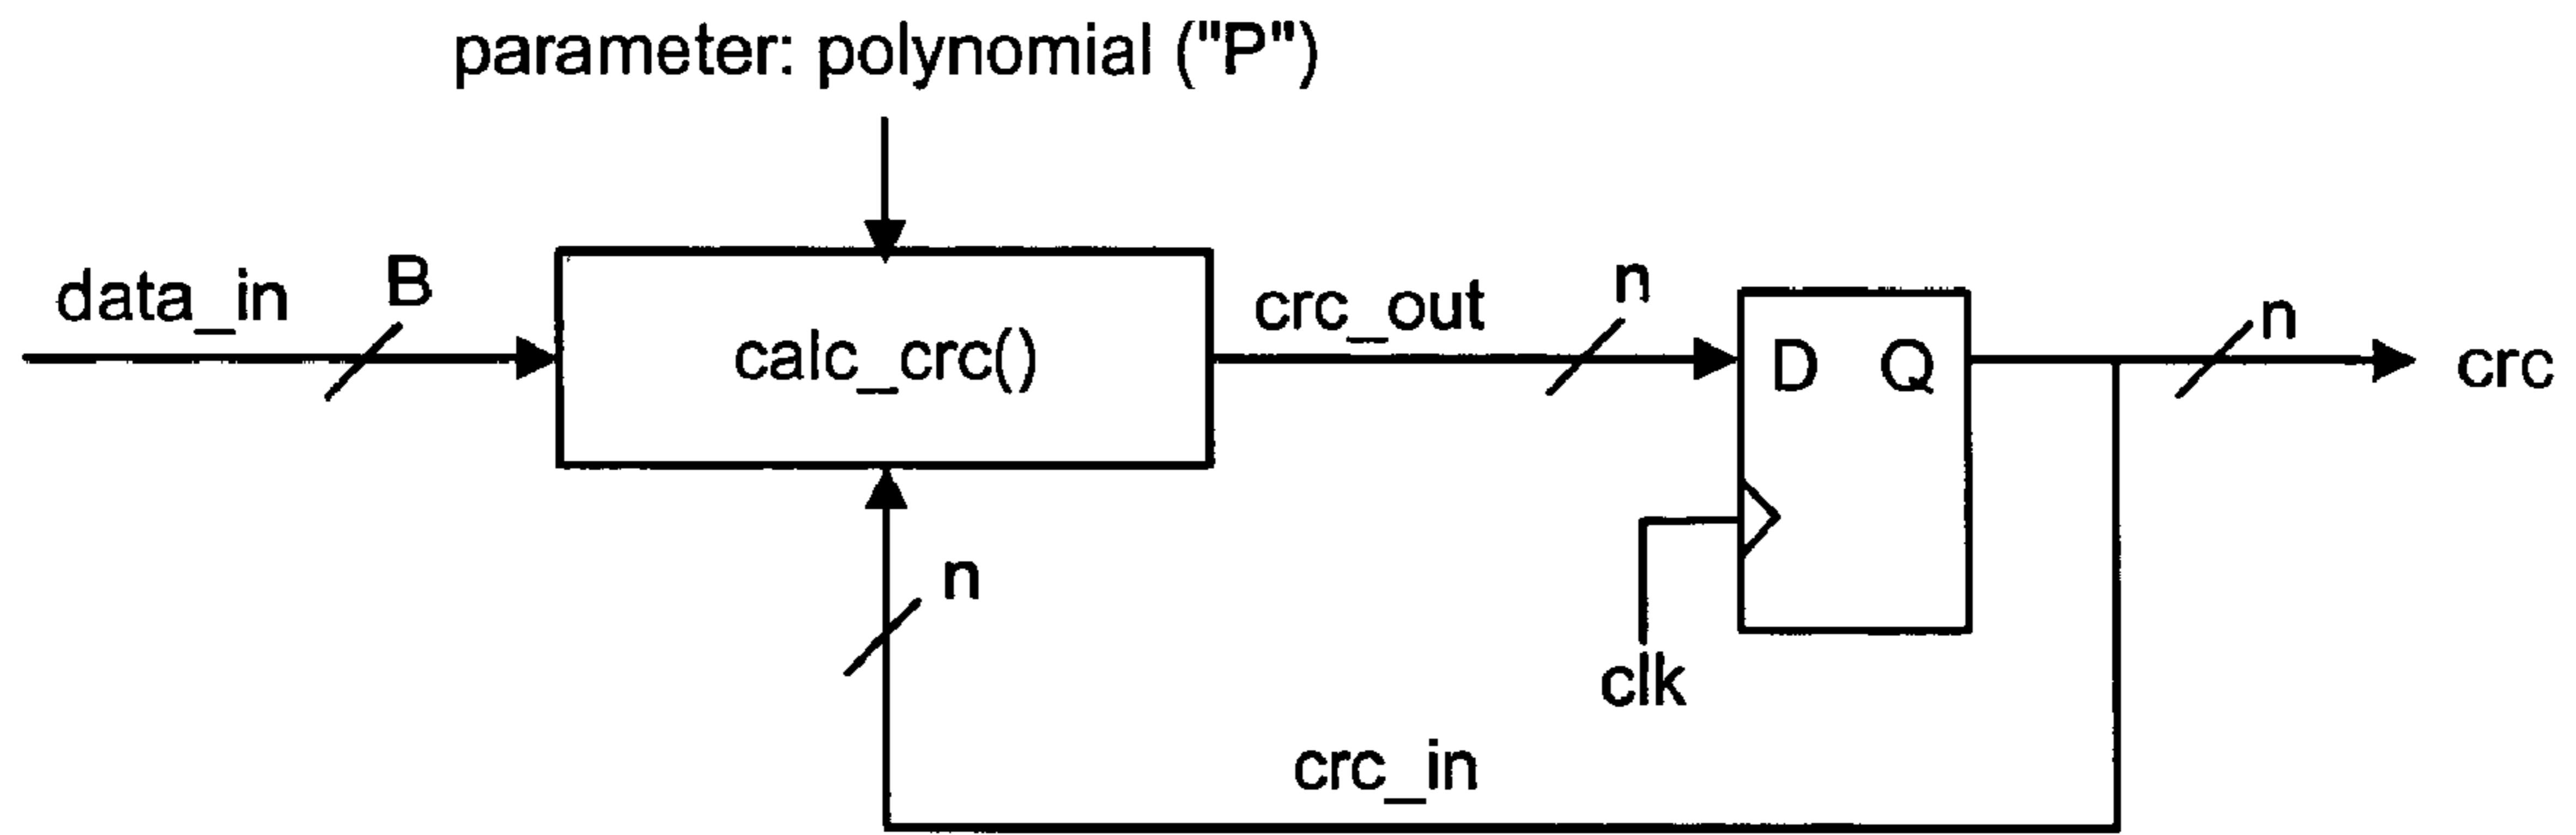 parameter: polynomial ("P")
data_in
B
calc_crc()
crc_out
n
D Q
n
crc
clk
n
crc_in